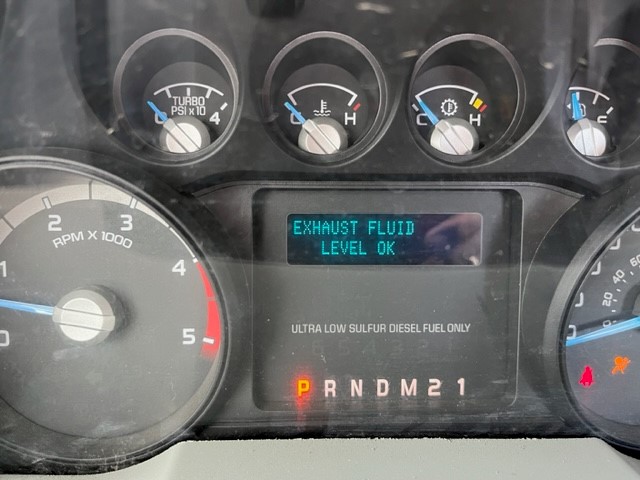 TURBO
PSI x 10
0 4
C H
C H
F
EXHAUST FLUID
LEVEL OK
0 1 2 3 4 5
RPM X 1000
ULTRA LOW SULFUR DIESEL FUEL ONLY
P R N D M 2 1
20
40
60